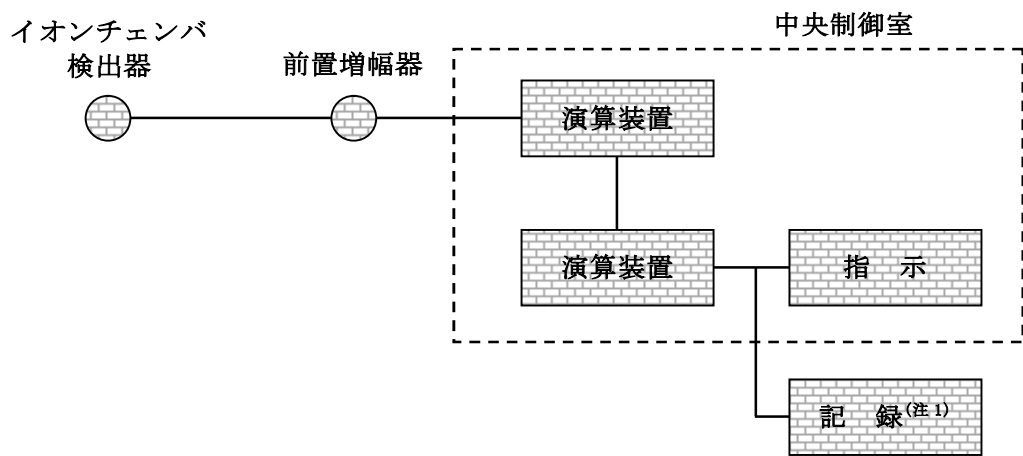 中央制御室
イオンチェンバ
検出器
前置増幅器
演算装置
演算装置
指 示
記 録(注1)